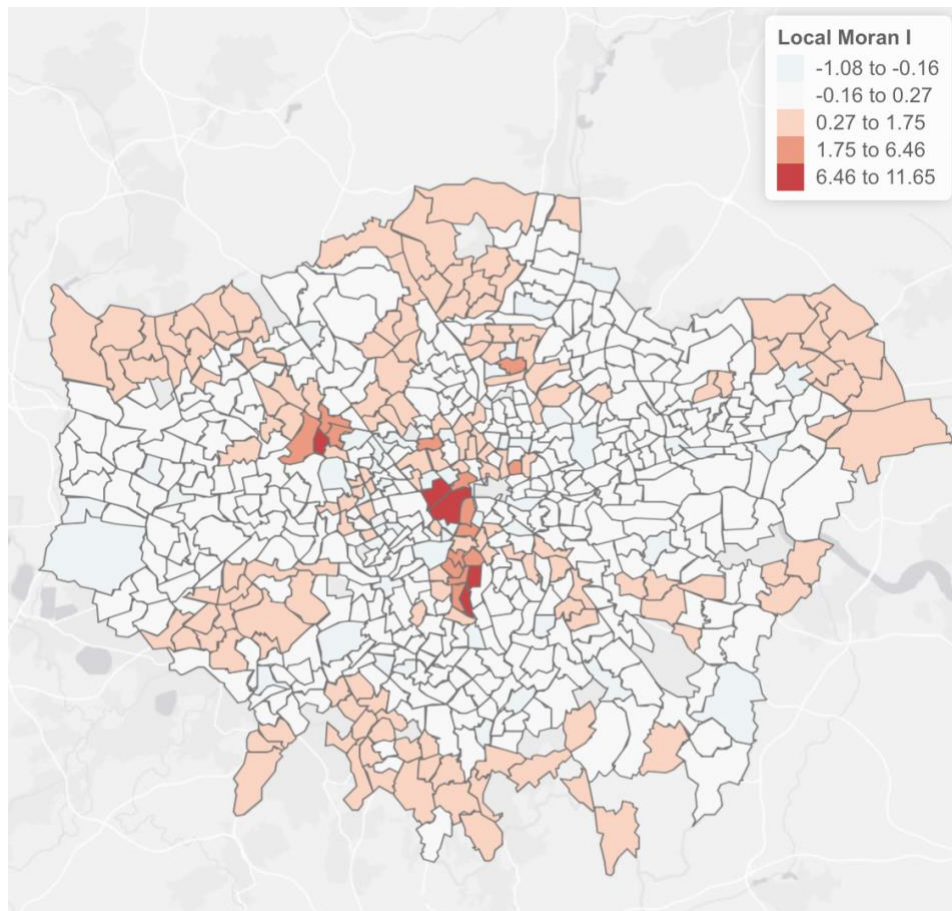 Local Moran I
-1.08 to -0.16
-0.16 to 0.27
0.27 to 1.75
1.75 to 6.46
6.46 to 11.65